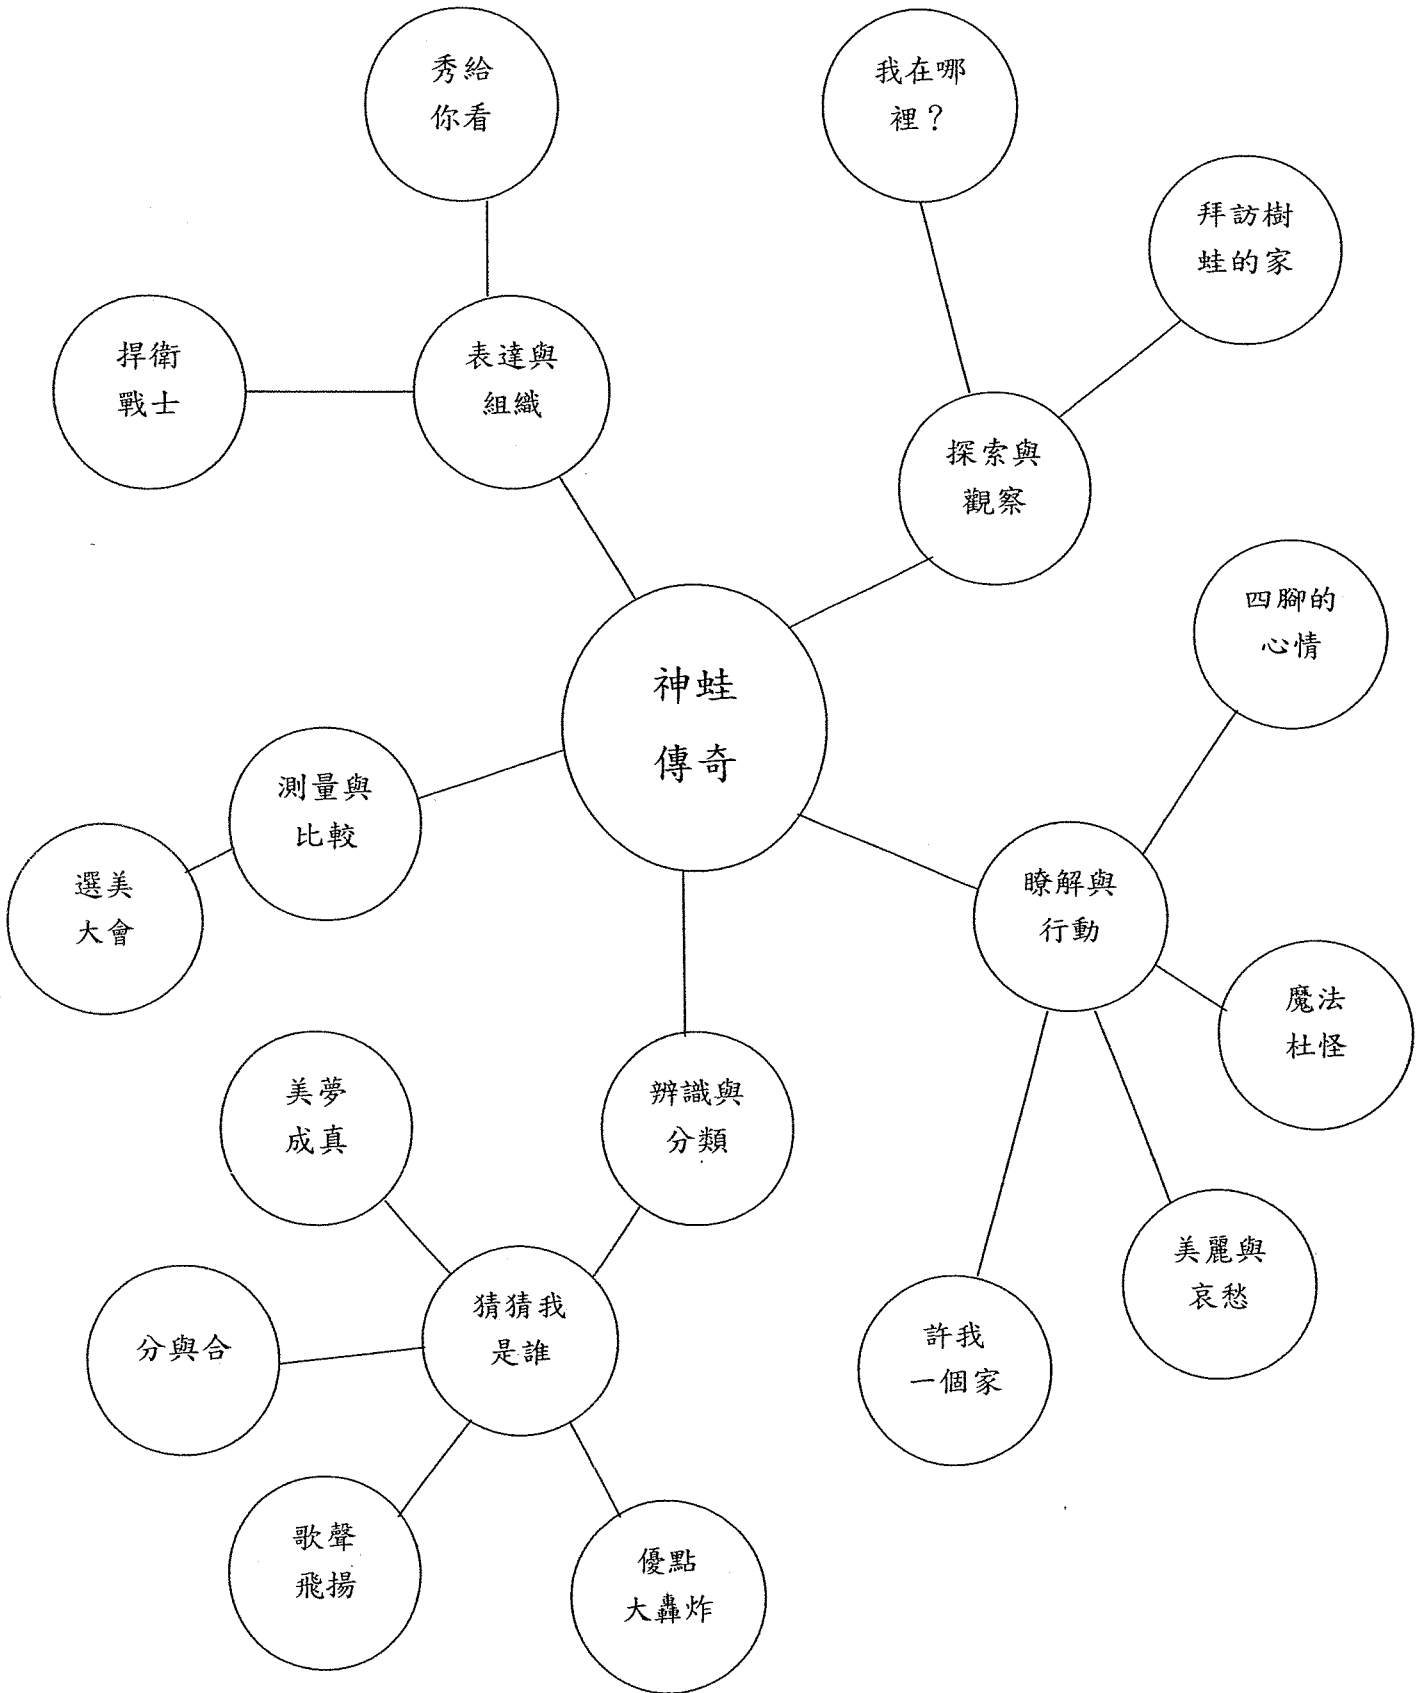 秀給
你看
我在哪
裡？
拜訪樹
蛙的家
捍衛
戰士
表達與
組織
探索與
觀察
四腳的
心情
神蛙
傳奇
測量與
比較
選美
大會
瞭解與
行動
魔法
杜怪
美夢
成真
辨識與
分類
美麗與
哀愁
猜猜我
是誰
分與合
許我
一個家
歌聲
飛揚
優點
大轟炸